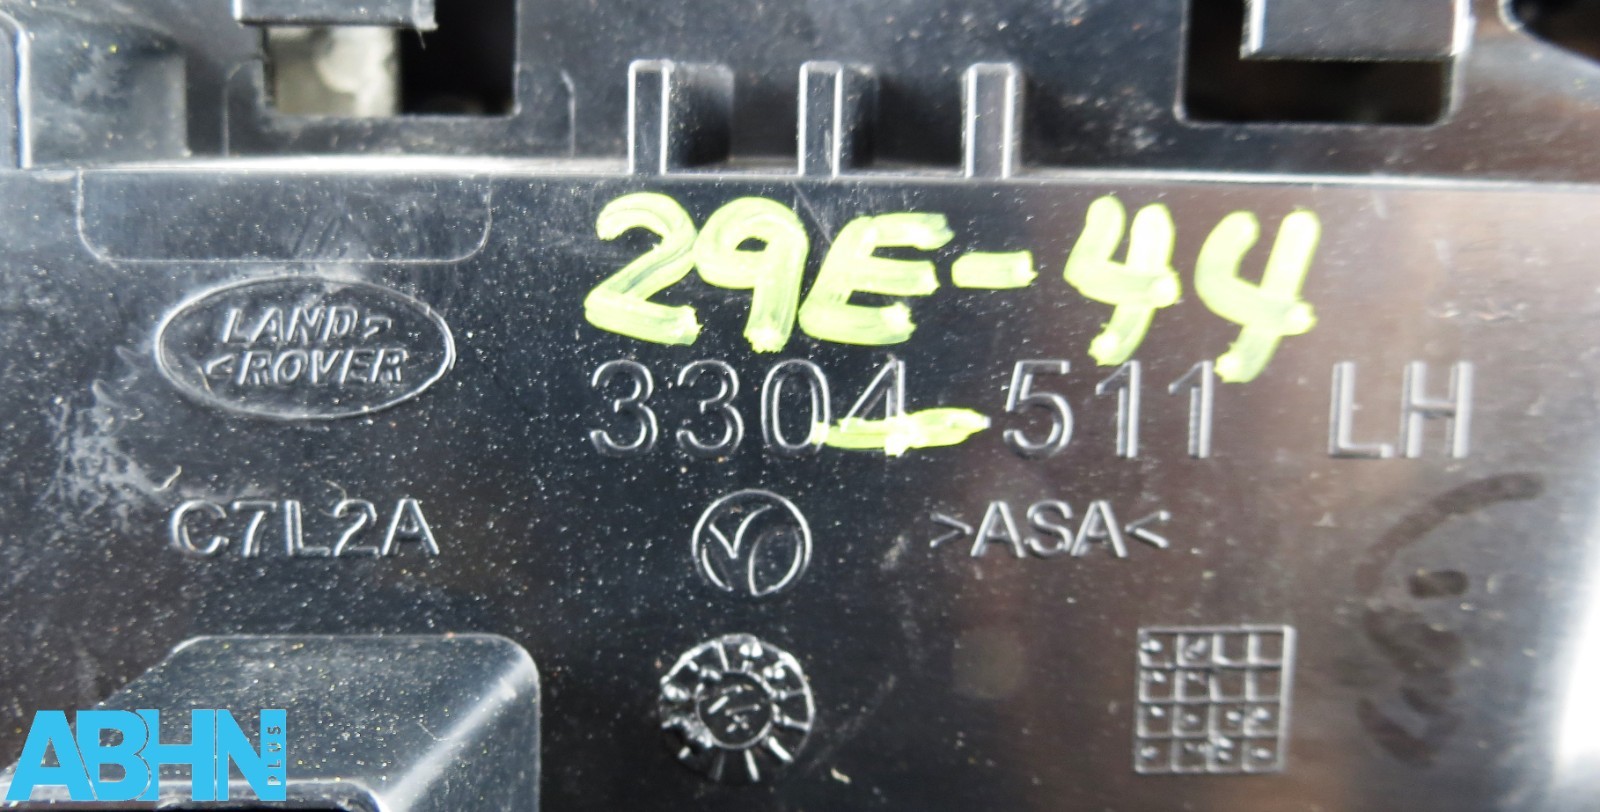 29E-44
LAND
ROVER
3304 511 LH
C7L2A
>ASA<
ABHN
PLUS